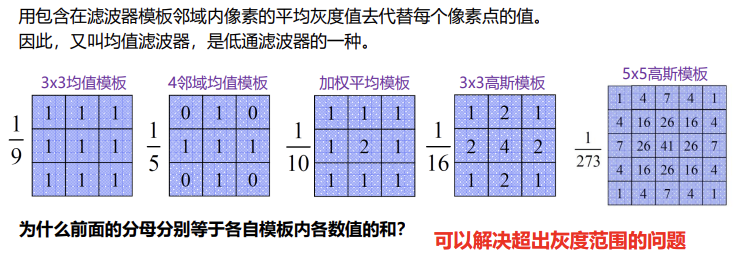 用包含在滤波器模板邻域内像素的平均灰度值去代替每个像素点的值。
因此，又叫均值滤波器，是低通滤波器的一种。
3x3均值模板
1/9
1 1 1
1 1 1
1 1 1
4邻域均值模板
1/5
0 1 0
1 1 1
0 1 0
加权平均模板
1/10
1 1 1
1 2 1
1 1 1
3x3高斯模板
1/16
1 2 1
2 4 2
1 2 1
5x5高斯模板
1/273
1 4 7 4 1
4 16 26 16 4
7 26 41 26 7
4 16 26 16 4
1 4 7 4 1
为什么前面的分母分别等于各自模板内各数值的和？
可以解决超出灰度范围的问题